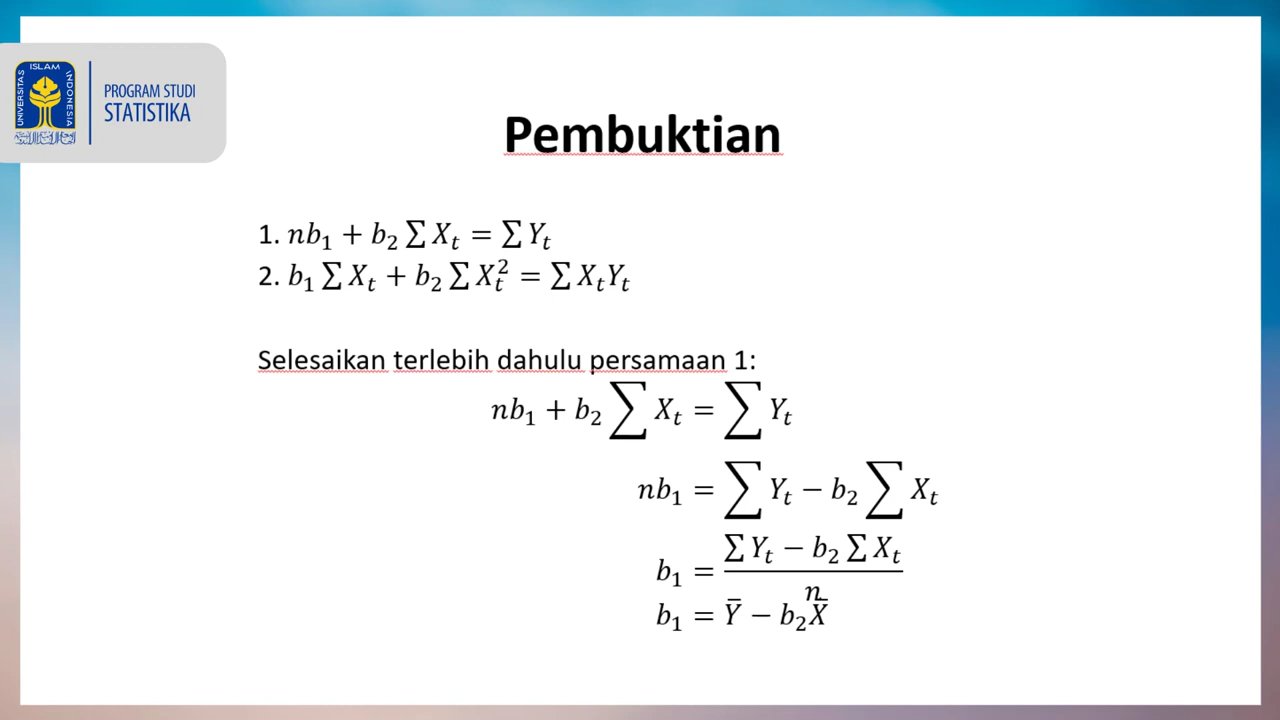 UNIVERSITAS ISLAM INDONESIA
PROGRAM STUDI
STATISTIKA
Pembuktian
1. nb₁ + b₂ ∑ Xₜ = ∑ Yₜ
2. b₁ ∑ Xₜ + b₂ ∑ Xₜ² = ∑ XₜYₜ
Selesaikan terlebih dahulu persamaan 1:
nb₁ + b₂ ∑ Xₜ = ∑ Yₜ
nb₁ = ∑ Yₜ − b₂ ∑ Xₜ
b₁ = (∑ Yₜ − b₂ ∑ Xₜ) / n
b₁ = Ȳ − b₂X̄